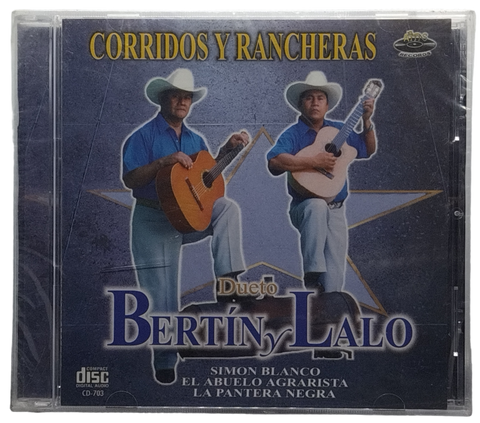 CORRIDOS Y RANCHERAS
RECORDS
Dueto
BERTÍN y LALO
SIMON BLANCO
EL ABUELO AGRARISTA
LA PANTERA NEGRA
COMPACT
disc
DIGITAL AUDIO
CD-703